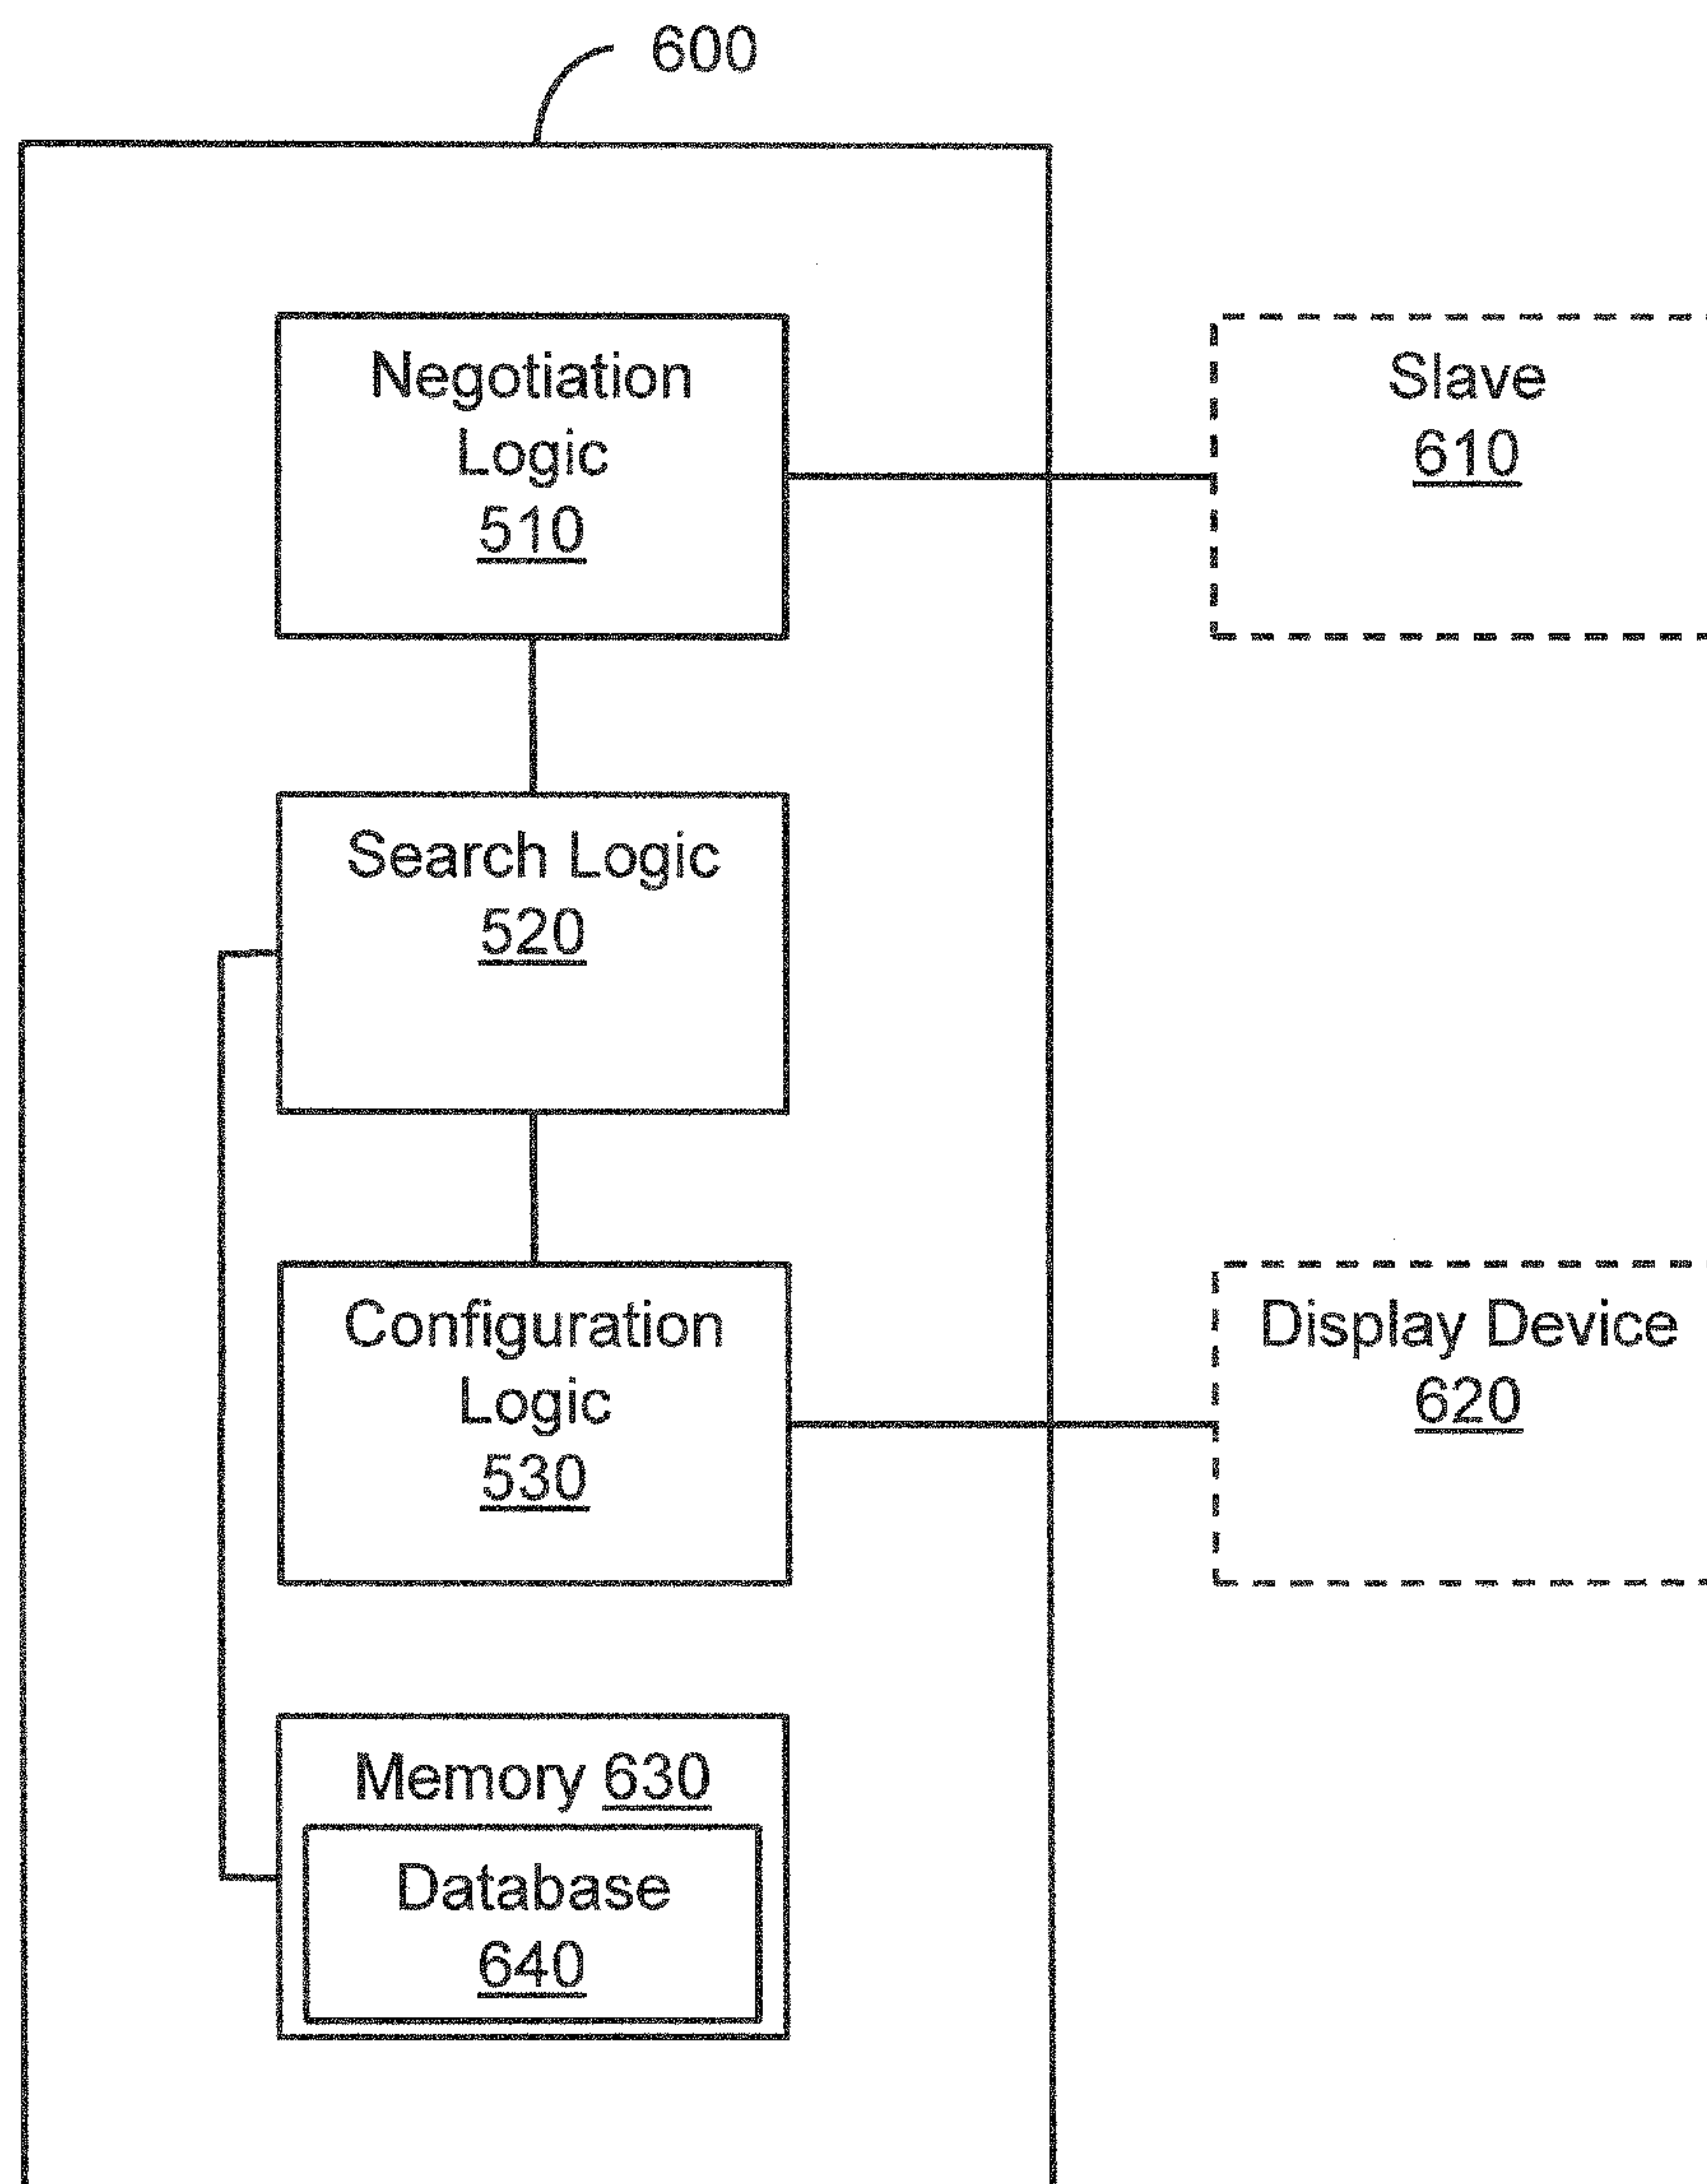 600
Negotiation
Logic
510
Slave
610
Search Logic
520
Configuration
Logic
530
Display Device
620
Memory 630
Database
640